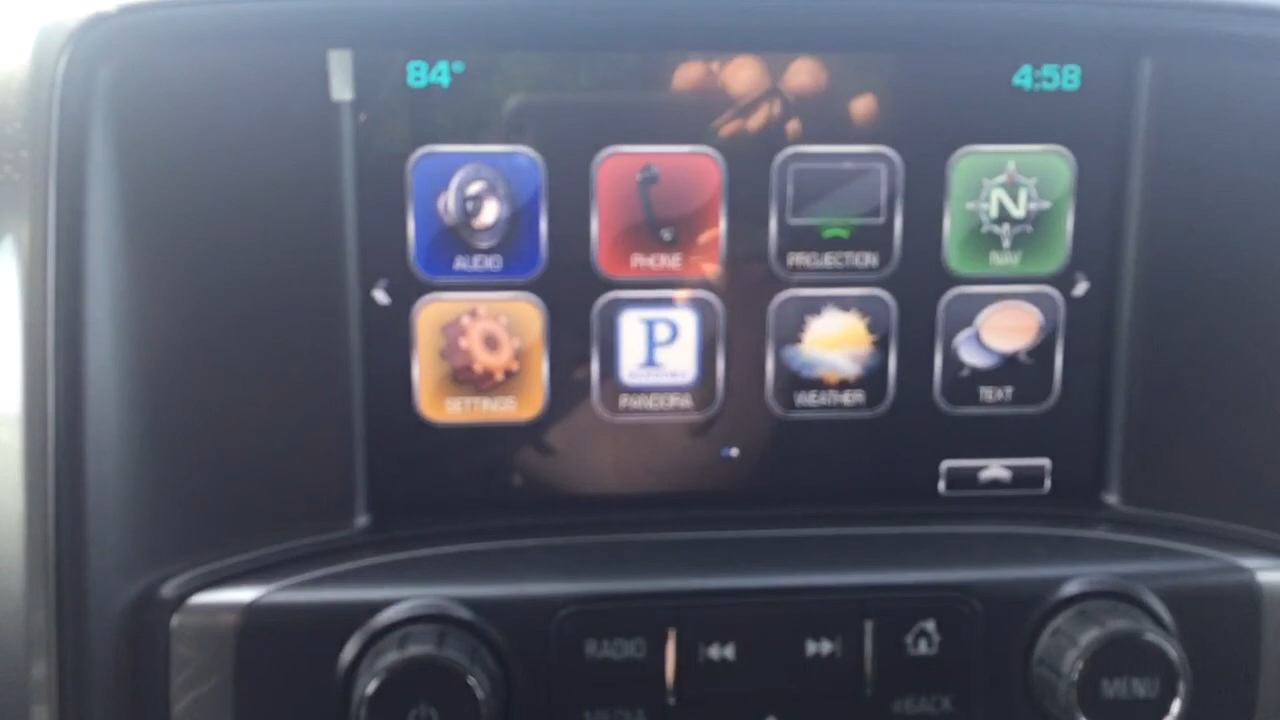 84° 4:58
AUDIO PHONE PROJECTION NAV
N
P
SETTINGS PANDORA WEATHER TEXT
RADIO
MENU
MEDIA BACK